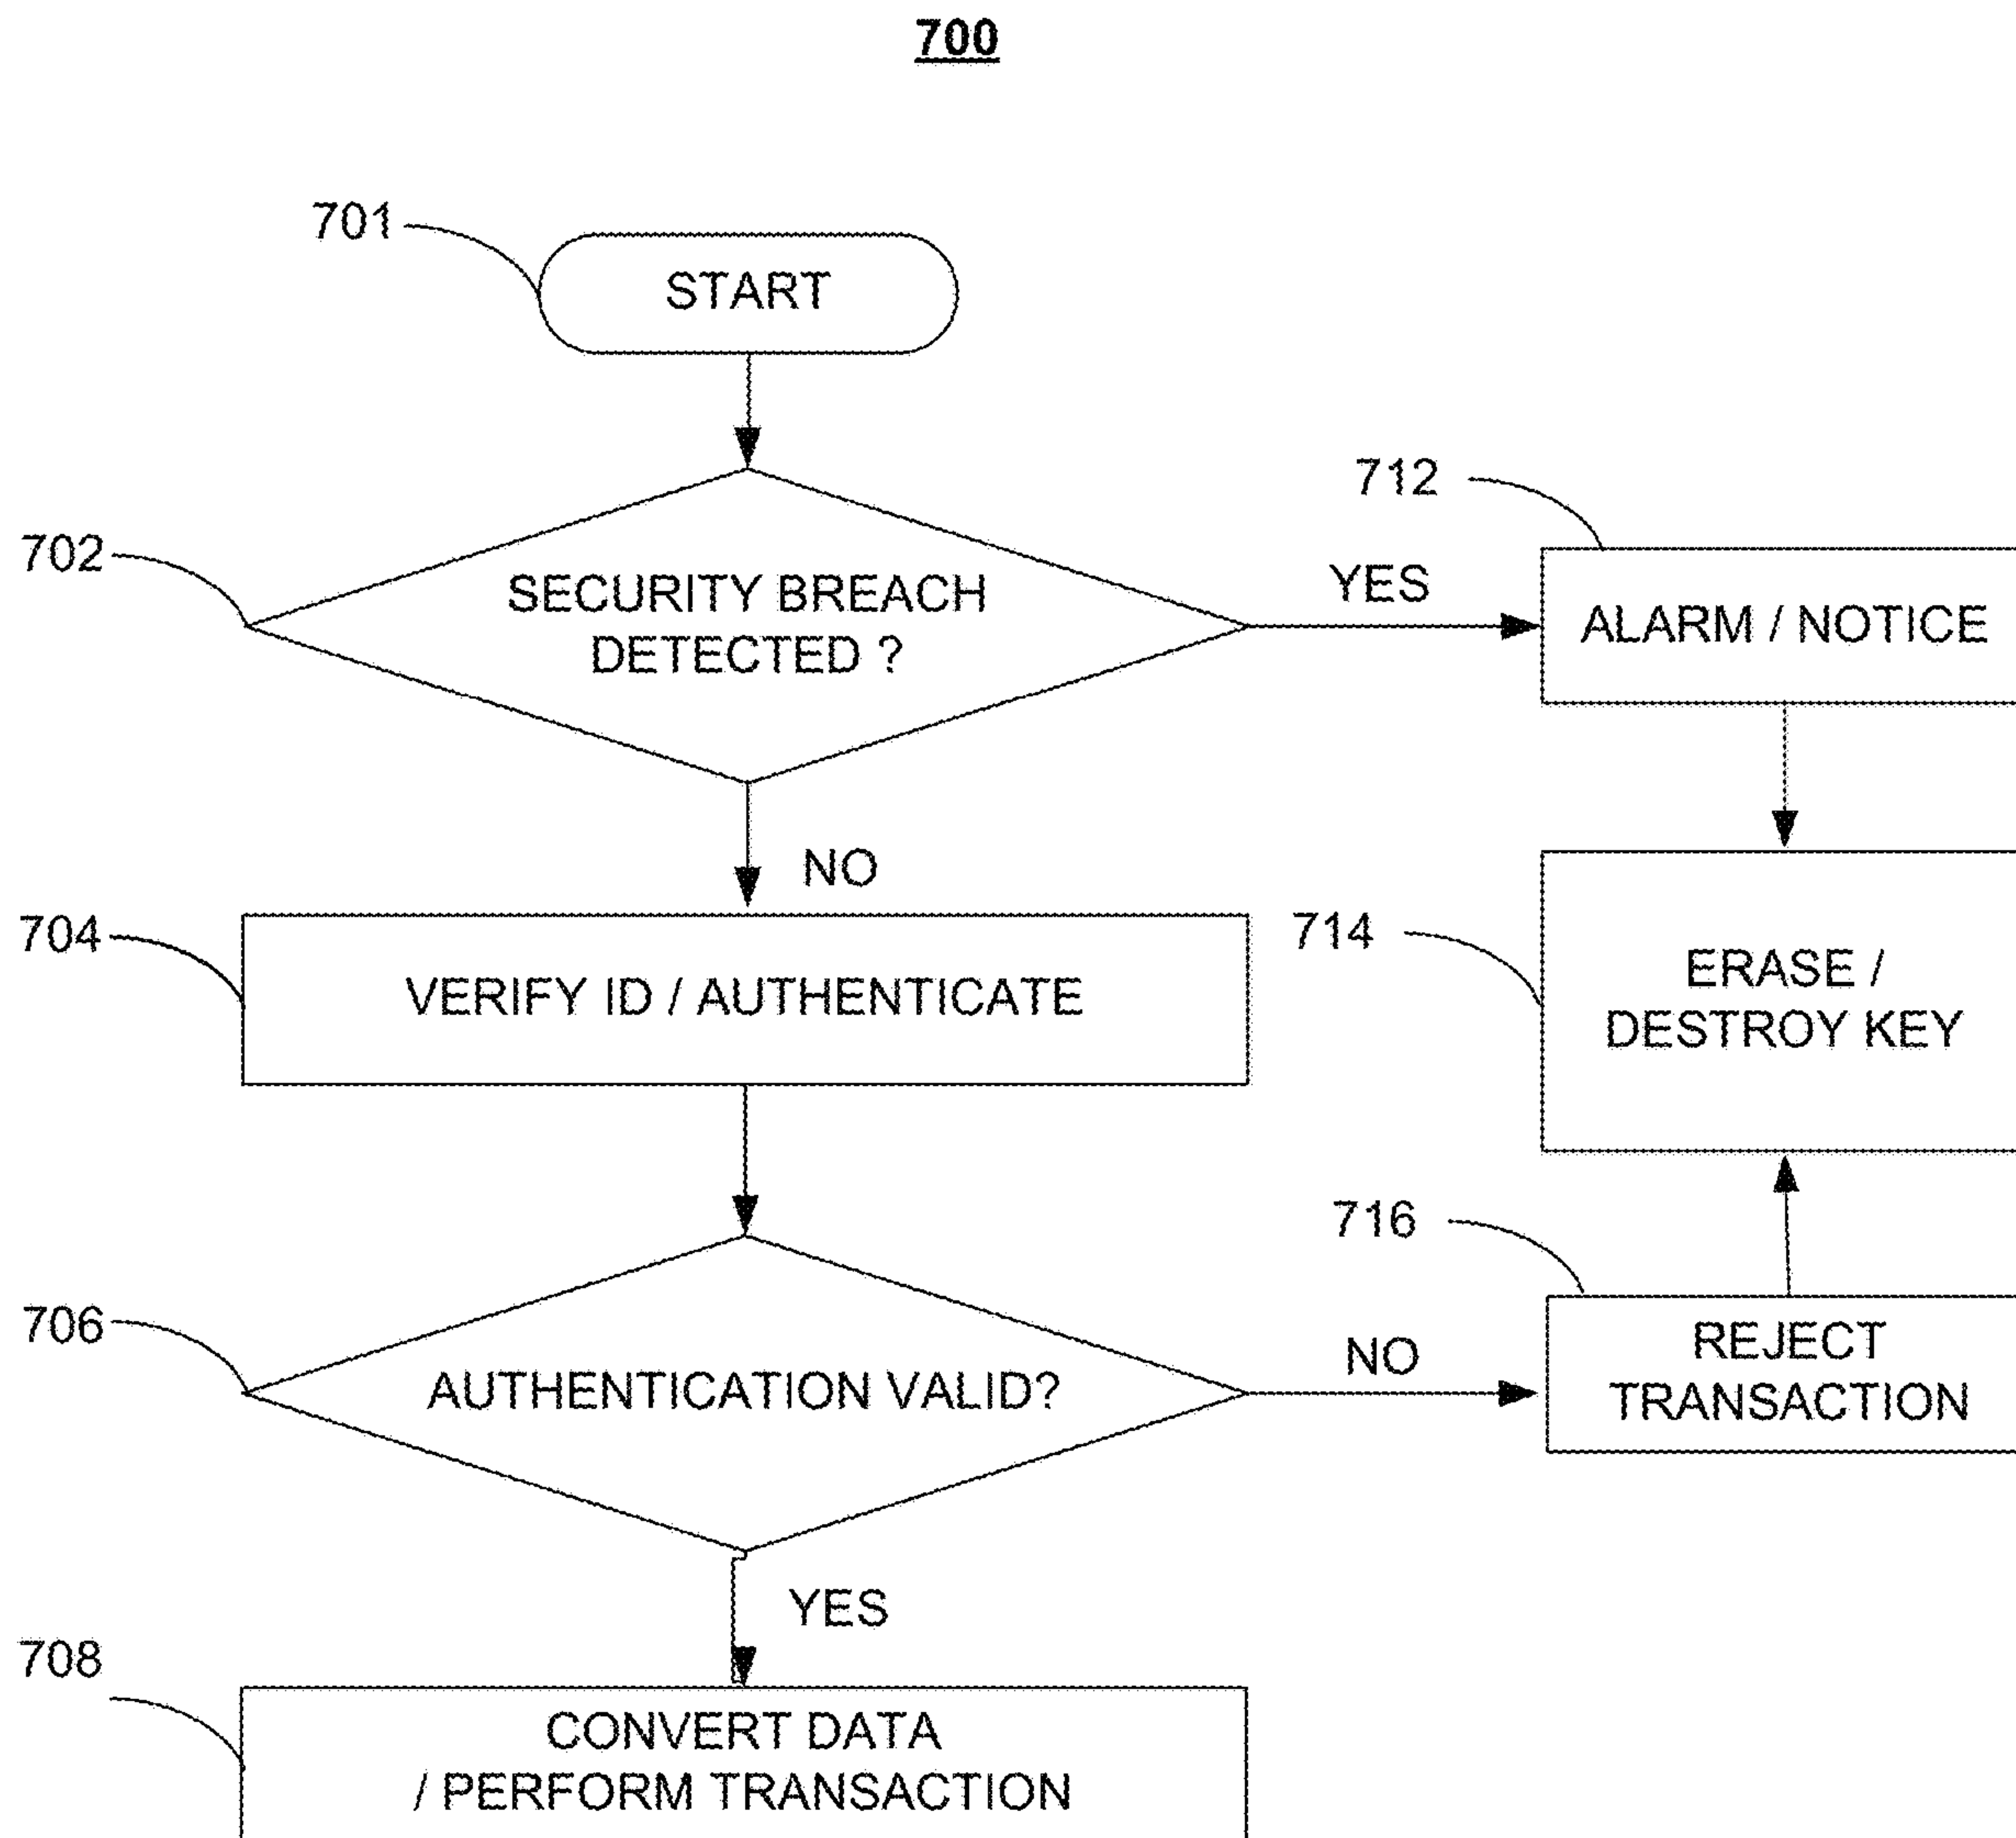 700
701
START
702
SECURITY BREACH
DETECTED ?
YES
712
ALARM / NOTICE
NO
704
VERIFY ID / AUTHENTICATE
714
ERASE /
DESTROY KEY
706
AUTHENTICATION VALID?
NO
716
REJECT
TRANSACTION
YES
708
CONVERT DATA
/ PERFORM TRANSACTION